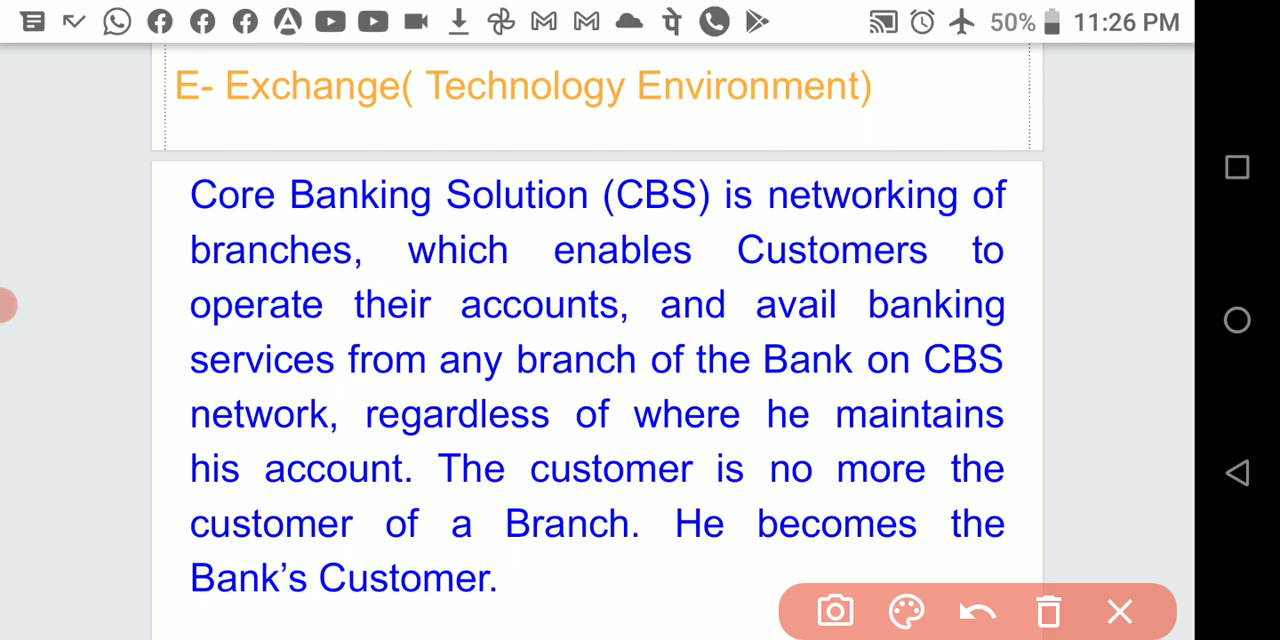 50% 11:26 PM
E- Exchange( Technology Environment)
Core Banking Solution (CBS) is networking of
branches, which enables Customers to
operate their accounts, and avail banking
services from any branch of the Bank on CBS
network, regardless of where he maintains
his account. The customer is no more the
customer of a Branch. He becomes the
Bank’s Customer.